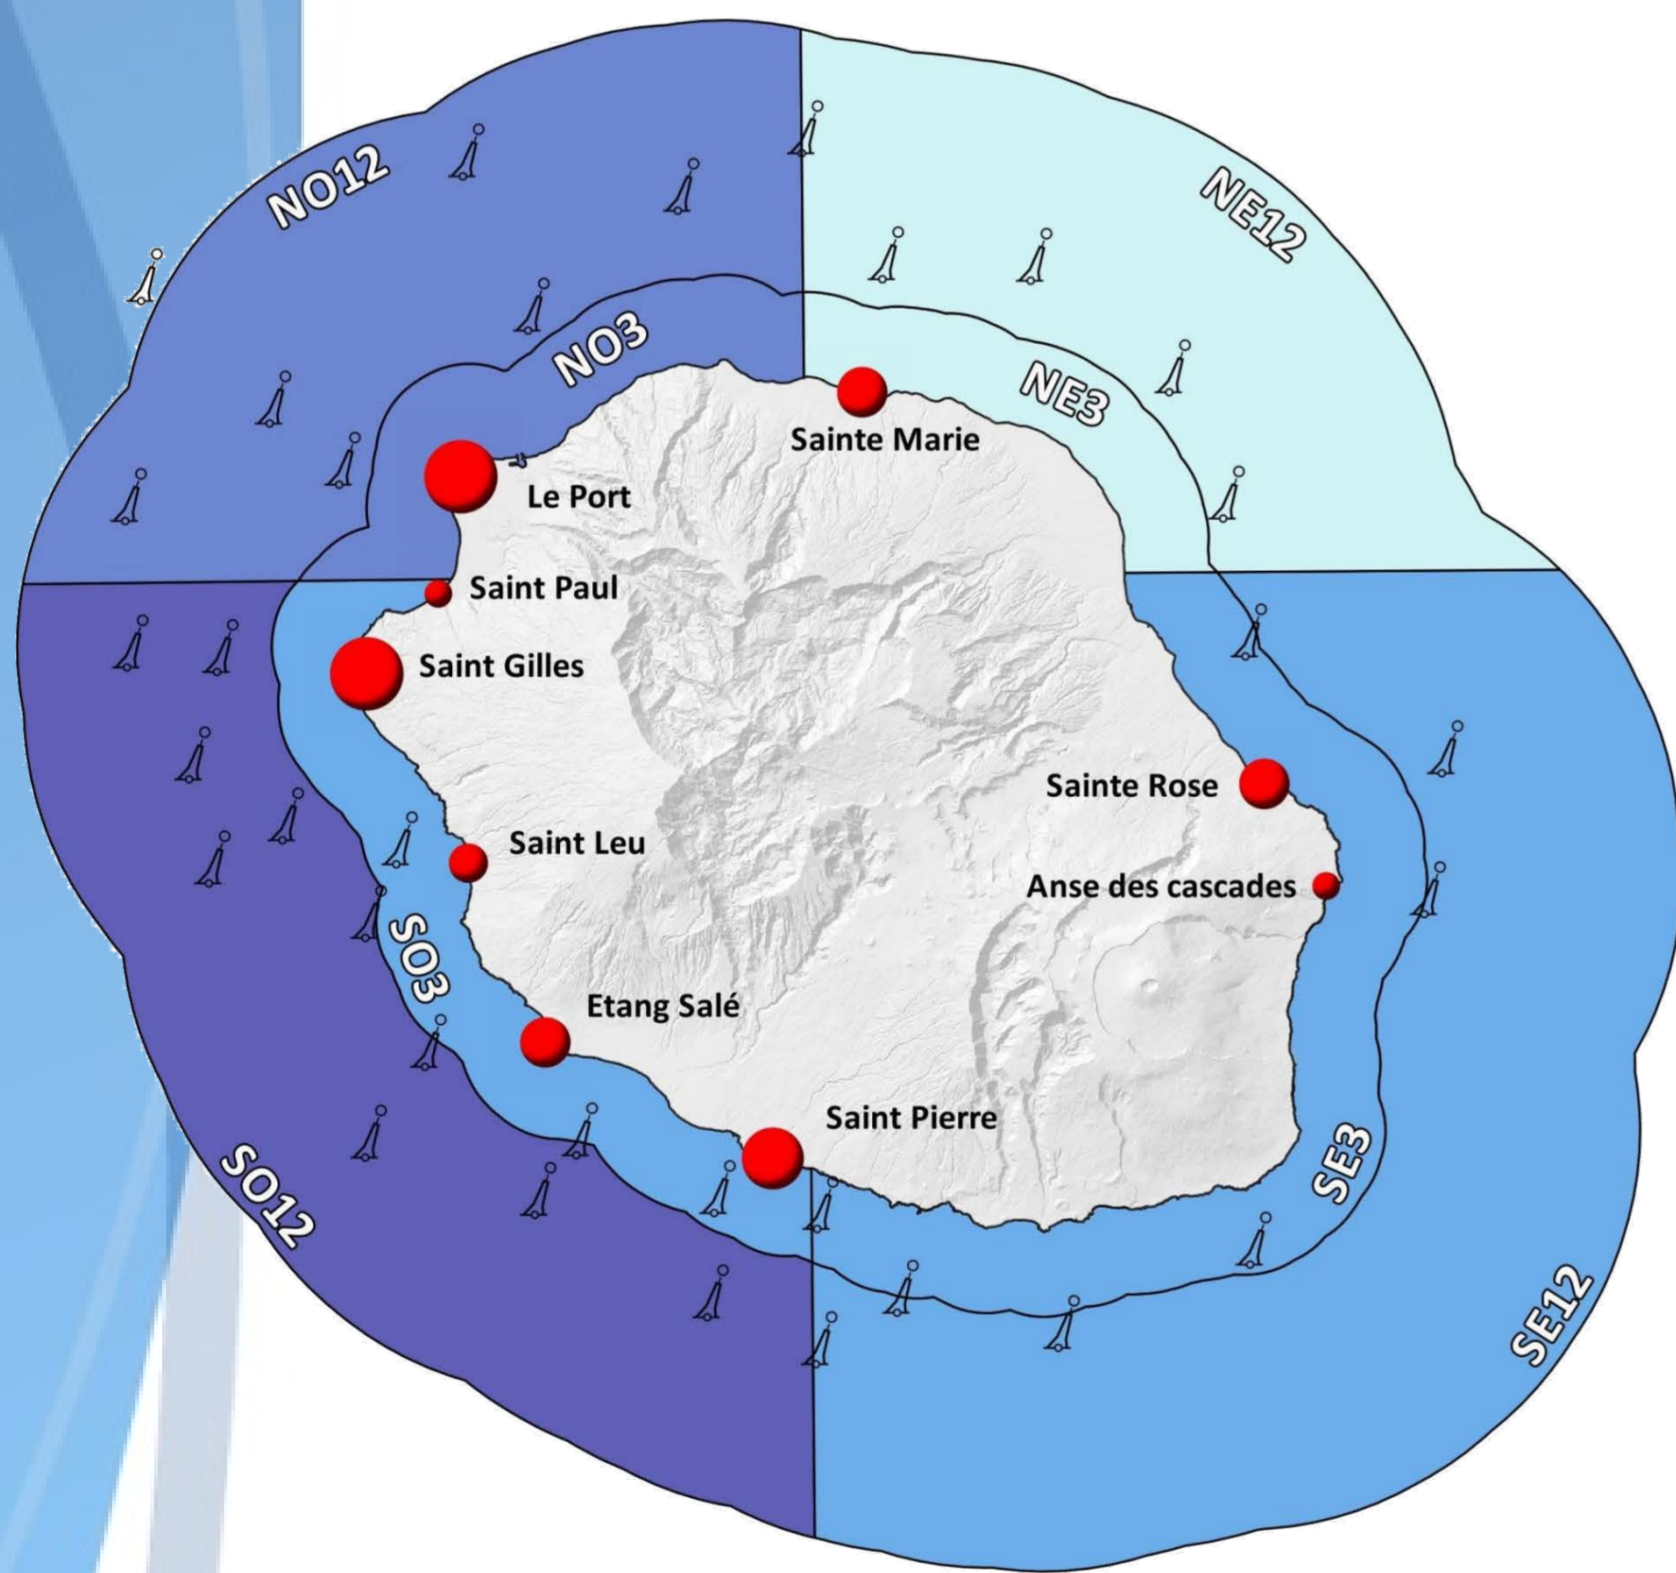 NO12
NE12
NO3
NE3
Sainte Marie
Le Port
Saint Paul
Saint Gilles
Sainte Rose
Saint Leu
Anse des cascades
SO3
Etang Salé
Saint Pierre
SE3
SO12
SE12